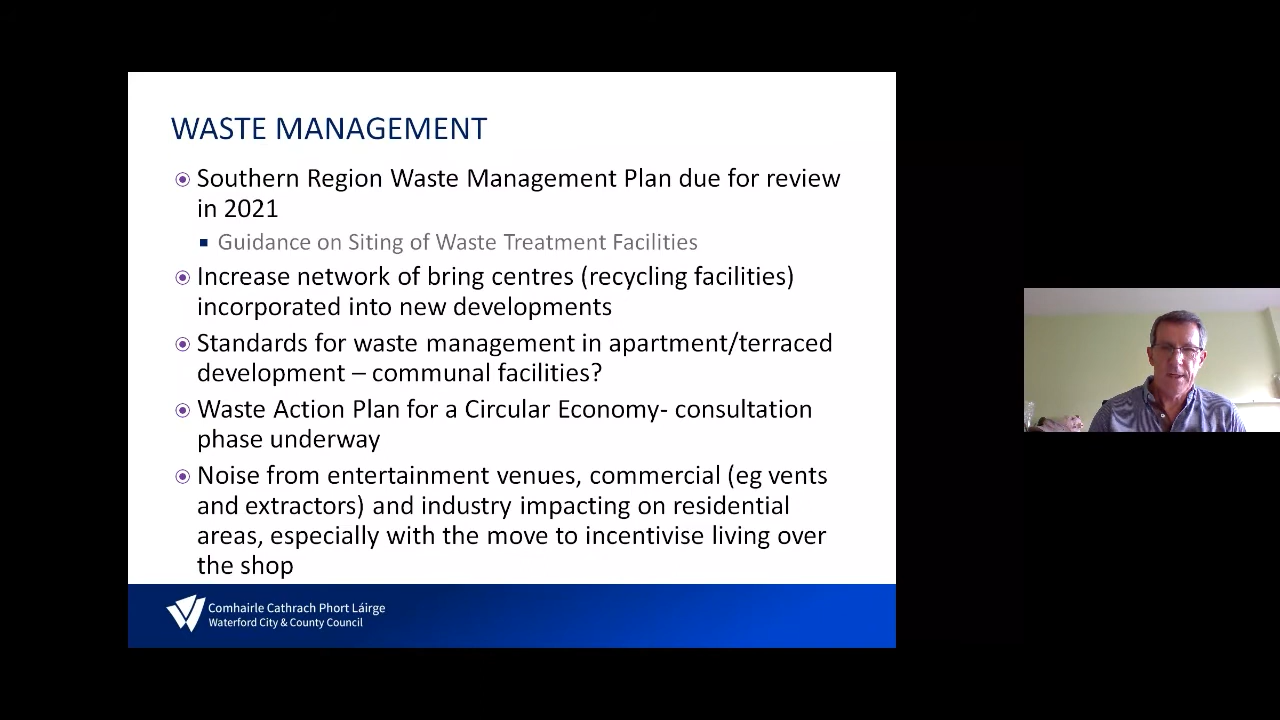 WASTE MANAGEMENT
Southern Region Waste Management Plan due for review
in 2021
Guidance on Siting of Waste Treatment Facilities
Increase network of bring centres (recycling facilities)
incorporated into new developments
Standards for waste management in apartment/terraced
development – communal facilities?
Waste Action Plan for a Circular Economy- consultation
phase underway
Noise from entertainment venues, commercial (eg vents
and extractors) and industry impacting on residential
areas, especially with the move to incentivise living over
the shop
Comhairle Cathrach Phort Láirge
Waterford City & County Council